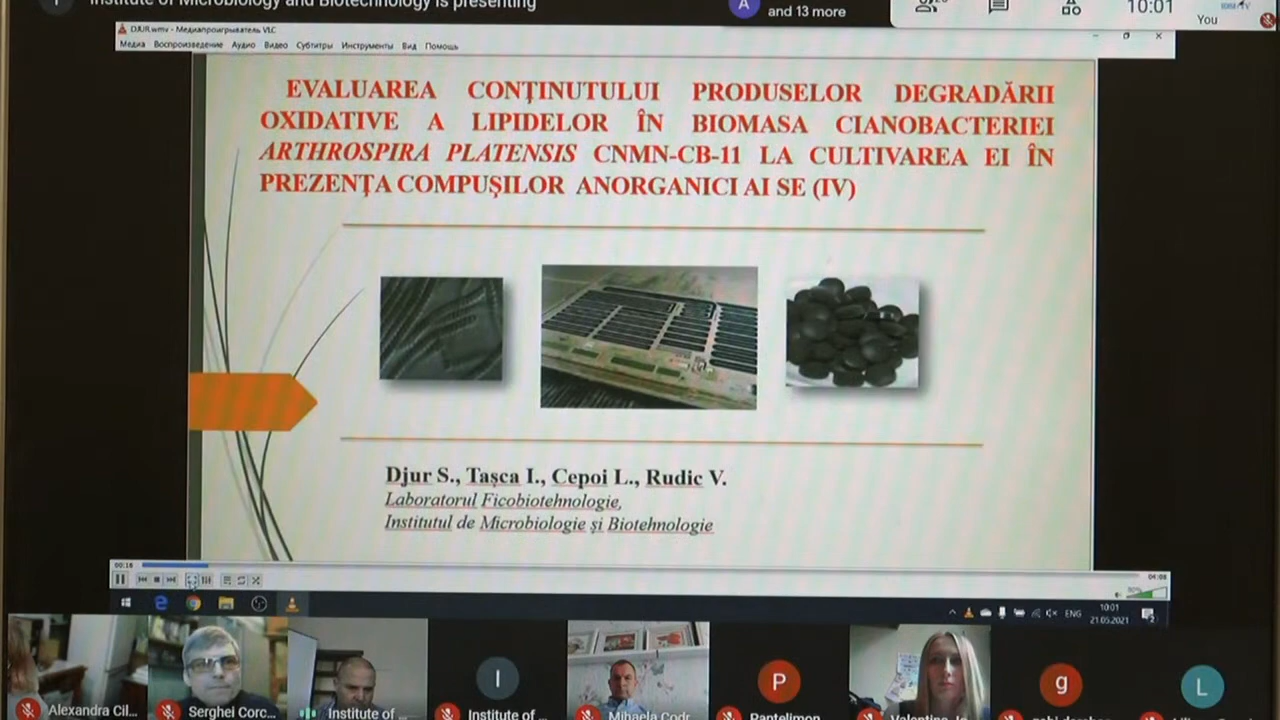 Institute of Microbiology and Biotechnology is presenting
A
and 13 more
10:01
You
DJUR.wmv - Медиапроигрыватель VLC
Медиа Воспроизведение Аудио Видео Субтитры Инструменты Вид Помощь
EVALUAREA CONȚINUTULUI PRODUSELOR DEGRADĂRII
OXIDATIVE A LIPIDELOR ÎN BIOMASA CIANOBACTERIEI
ARTHROSPIRA PLATENSIS CNMN-CB-11 LA CULTIVAREA EI ÎN
PREZENȚA COMPUȘILOR ANORGANICI AI SE (IV)
Djur S., Tașca I., Cepoi L., Rudic V.
Laboratorul Ficobiotehnologie,
Institutul de Microbiologie și Biotehnologie
00:16
04:08
ENG
10:01
21.05.2021
I
P
g
L
Alexandra Cil...
Serghei Corc...
Institute of ...
Institute of ...
Mihaela Codr
Pantelimon